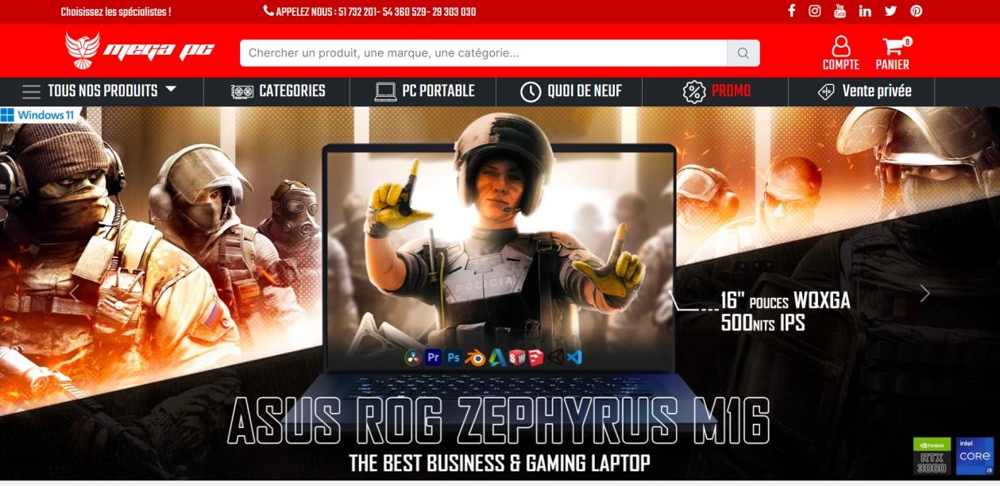 Choisissez les spécialistes !
APPELEZ NOUS : 51 732 201- 54 360 529- 29 303 030
You Tube
MEGA PC
Chercher un produit, une marque, une catégorie...
COMPTE
0
PANIER
TOUS NOS PRODUITS
CATEGORIES
PC PORTABLE
QUOI DE NEUF
PROMO
Vente privée
Windows 11
POLICIA
16" POUCES WQXGA
500NITS IPS
Pr
Ps
ASUS ROG ZEPHYRUS M16
THE BEST BUSINESS & GAMING LAPTOP
NVIDIA
RTX
3060
intel
CORE
i9